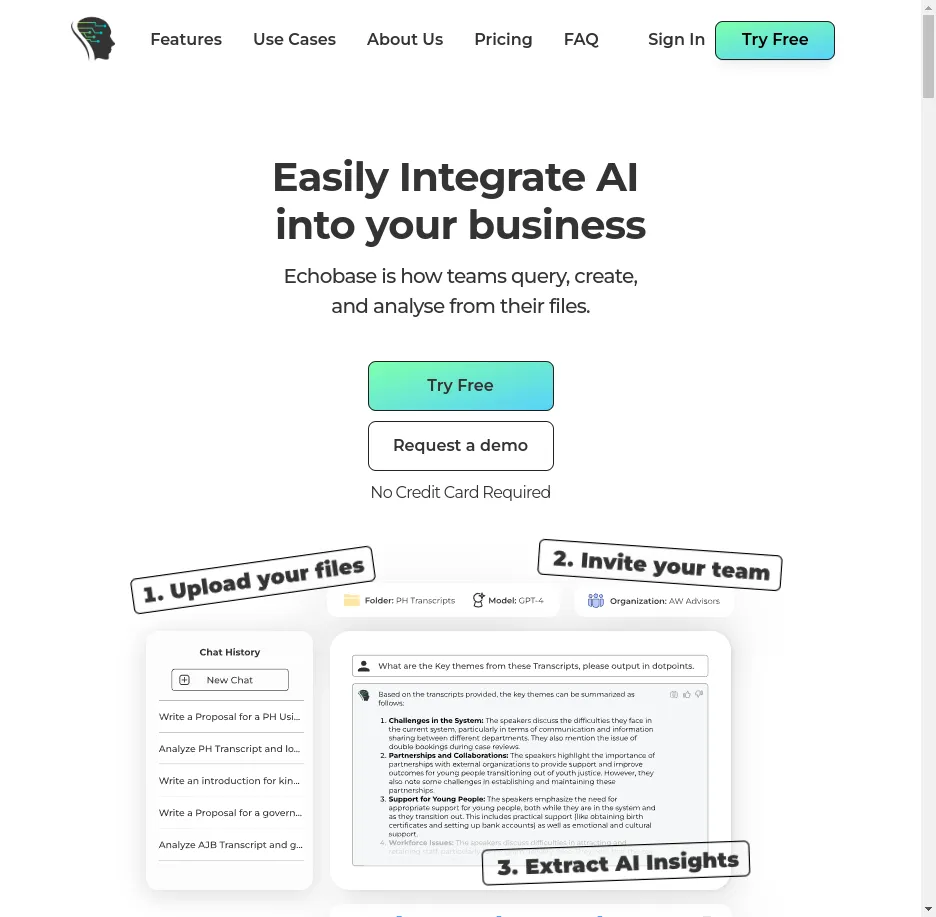 Features
Use Cases
About Us
Pricing
FAQ
Sign In
Try Free
Easily Integrate AI
into your business
Echobase is how teams query, create,
and analyse from their files.
Try Free
Request a demo
No Credit Card Required
1. Upload your files
2. Invite your team
Folder: PH Transcripts
Model: GPT-4
Organization: AW Advisors
Chat History
New Chat
Write a Proposal for a PH Usi...
Analyze PH Transcript and lo...
Write an introduction for kin...
Write a Proposal for a govern...
Analyze AJB Transcript and g...
What are the Key themes from these Transcripts, please output in dotpoints.
Based on the transcripts provided, the key themes can be summarized as
follows:
1. Challenges in the System: The speakers discuss the difficulties they face in
the current system, particularly in terms of communication and information
sharing between different departments. They also mention the issue of
double bookings during case reviews.
2. Partnerships and Collaborations: The speakers highlight the importance of
partnerships with external organizations to provide support and improve
outcomes for young people transitioning out of youth justice. However, they
also note some challenges in establishing and maintaining these
partnerships.
3. Support for Young People: The speakers emphasize the need for
appropriate support for young people, both while they are in the system and
as they transition out. This includes practical support (like obtaining birth
certificates and setting up bank accounts) as well as emotional and cultural
support.
4. Workforce Issues: The speakers discuss difficulties in attracting and
retaining staff, particularly
3. Extract AI Insights